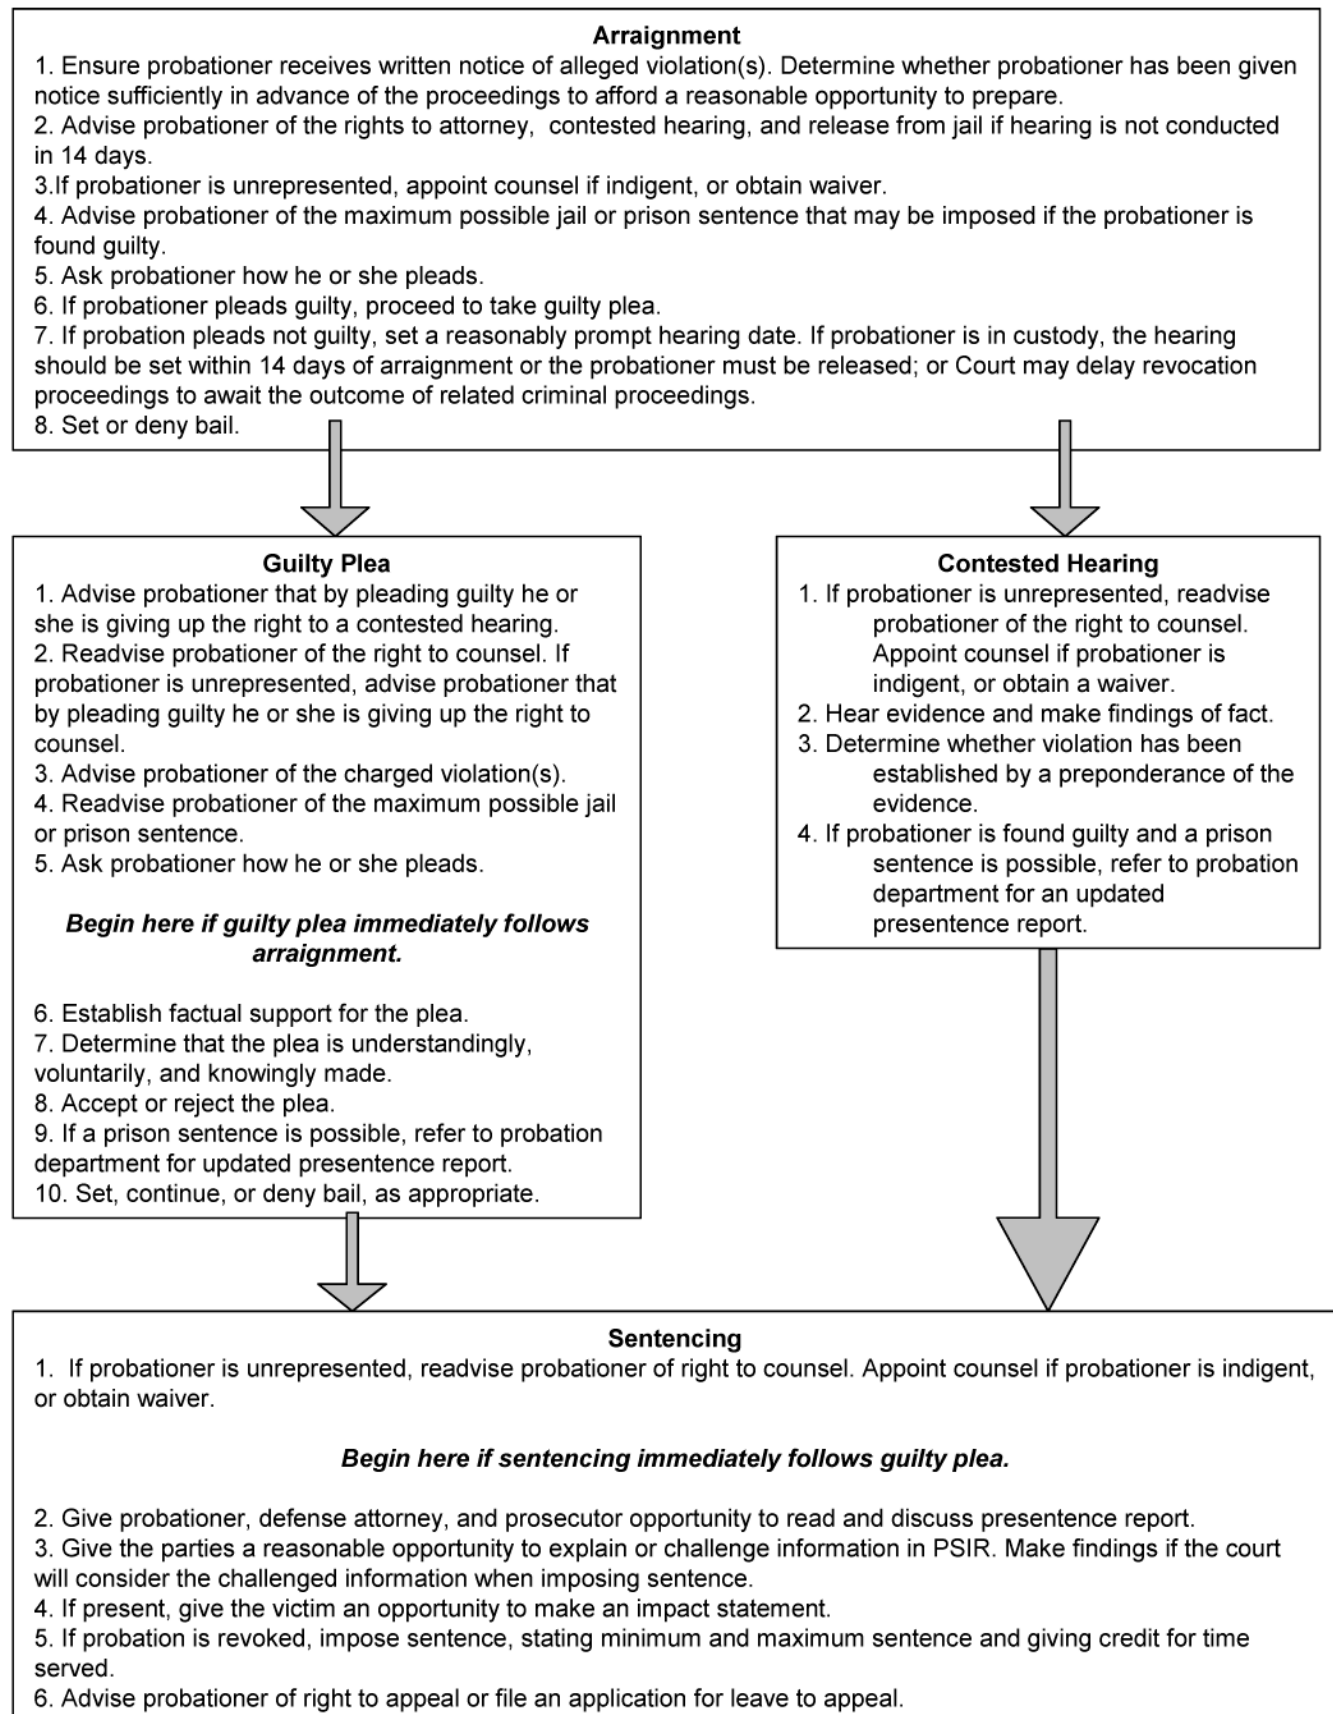 Arraignment
1. Ensure probationer receives written notice of alleged violation(s). Determine whether probationer has been given
notice sufficiently in advance of the proceedings to afford a reasonable opportunity to prepare.
2. Advise probationer of the rights to attorney,  contested hearing, and release from jail if hearing is not conducted
in 14 days.
3.If probationer is unrepresented, appoint counsel if indigent, or obtain waiver.
4. Advise probationer of the maximum possible jail or prison sentence that may be imposed if the probationer is
found guilty.
5. Ask probationer how he or she pleads.
6. If probationer pleads guilty, proceed to take guilty plea.
7. If probation pleads not guilty, set a reasonably prompt hearing date. If probationer is in custody, the hearing
should be set within 14 days of arraignment or the probationer must be released; or Court may delay revocation
proceedings to await the outcome of related criminal proceedings.
8. Set or deny bail.
Guilty Plea
1. Advise probationer that by pleading guilty he or
she is giving up the right to a contested hearing.
2. Readvise probationer of the right to counsel. If
probationer is unrepresented, advise probationer that
by pleading guilty he or she is giving up the right to
counsel.
3. Advise probationer of the charged violation(s).
4. Readvise probationer of the maximum possible jail
or prison sentence.
5. Ask probationer how he or she pleads.
Begin here if guilty plea immediately follows
arraignment.
6. Establish factual support for the plea.
7. Determine that the plea is understandingly,
voluntarily, and knowingly made.
8. Accept or reject the plea.
9. If a prison sentence is possible, refer to probation
department for updated presentence report.
10. Set, continue, or deny bail, as appropriate.
Contested Hearing
1. If probationer is unrepresented, readvise
probationer of the right to counsel.
Appoint counsel if probationer is
indigent, or obtain a waiver.
2. Hear evidence and make findings of fact.
3. Determine whether violation has been
established by a preponderance of the
evidence.
4. If probationer is found guilty and a prison
sentence is possible, refer to probation
department for an updated
presentence report.
Sentencing
1.  If probationer is unrepresented, readvise probationer of right to counsel. Appoint counsel if probationer is indigent,
or obtain waiver.
Begin here if sentencing immediately follows guilty plea.
2. Give probationer, defense attorney, and prosecutor opportunity to read and discuss presentence report.
3. Give the parties a reasonable opportunity to explain or challenge information in PSIR. Make findings if the court
will consider the challenged information when imposing sentence.
4. If present, give the victim an opportunity to make an impact statement.
5. If probation is revoked, impose sentence, stating minimum and maximum sentence and giving credit for time
served.
6. Advise probationer of right to appeal or file an application for leave to appeal.